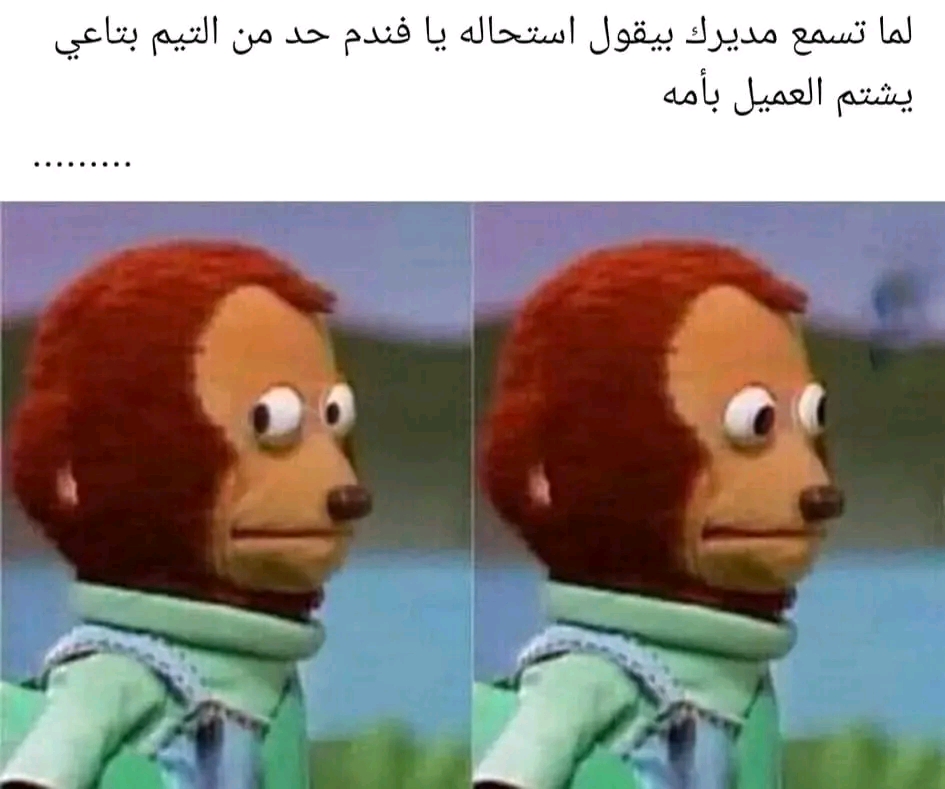 لما تسمع مديرك بيقول استحاله يا فندم حد من التيم بتاعي
يشتم العميل بأمه
.........